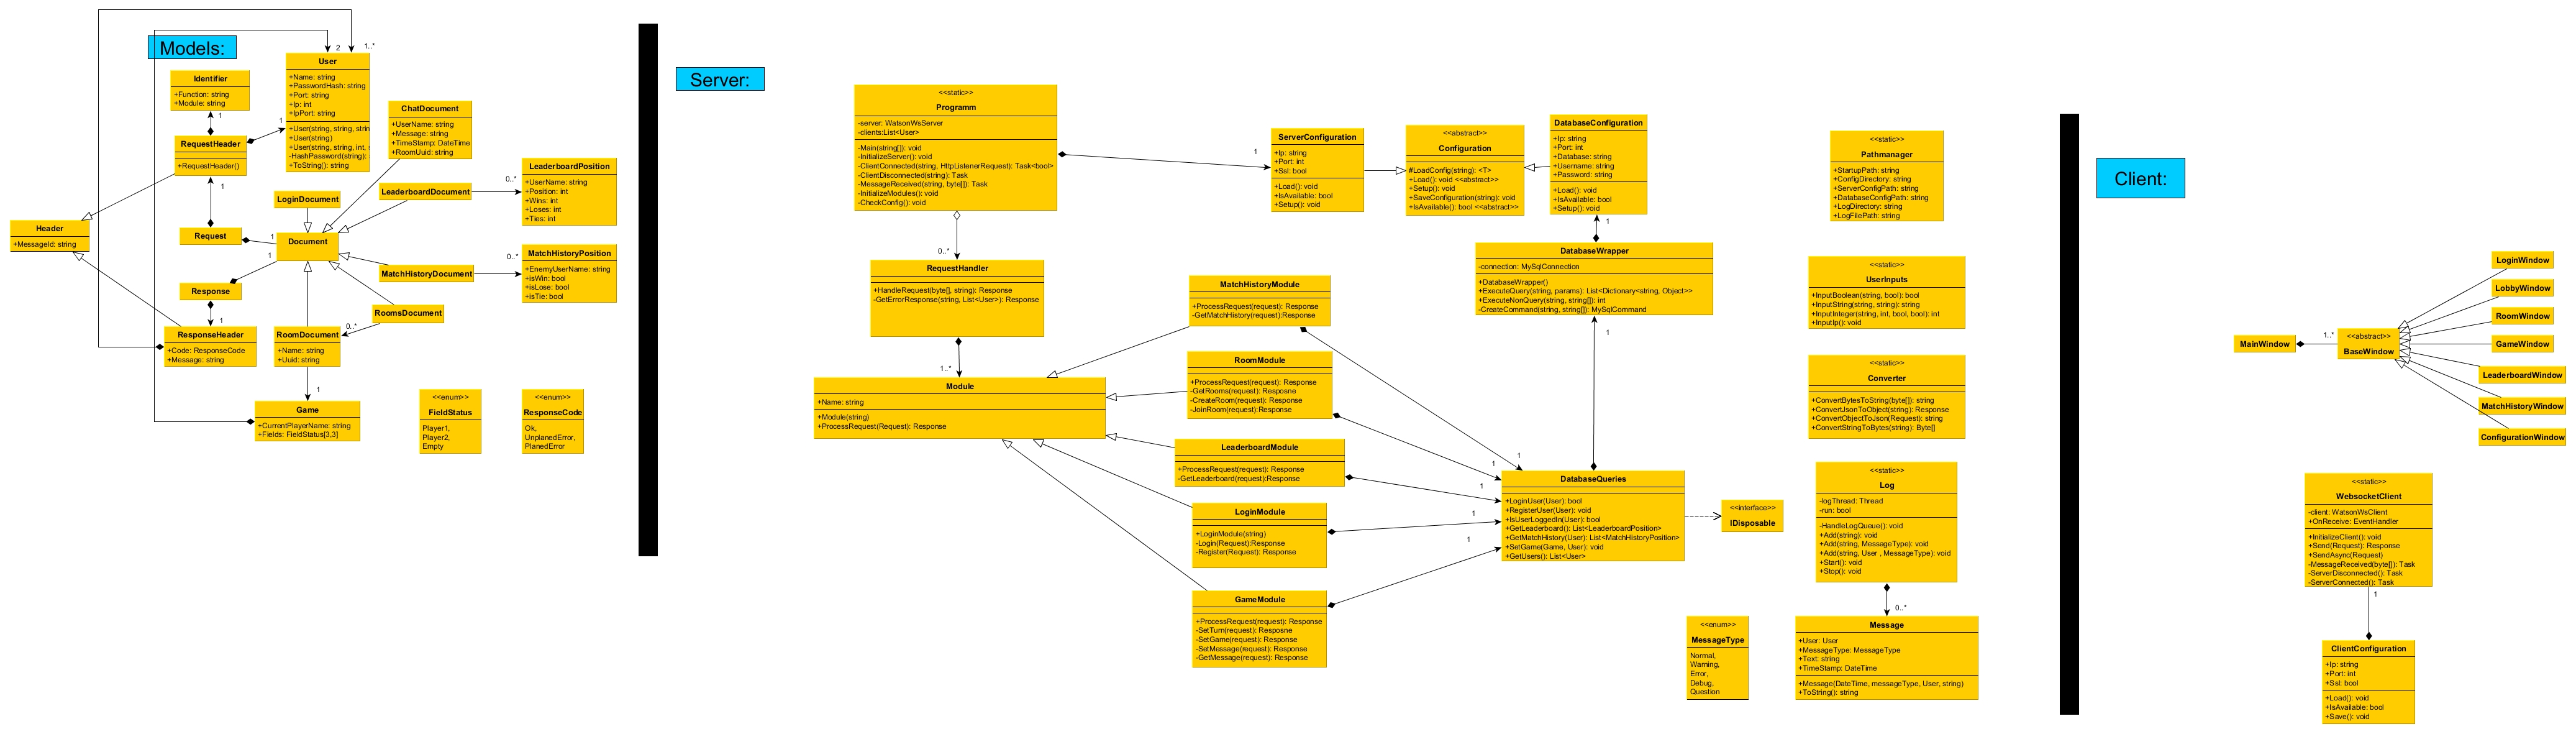 Models:
2
1..*
Identifier
+Function: string
+Module: string
1
RequestHeader
+RequestHeader()
1
User
+Name: string
+PasswordHash: string
+Port: string
+Ip: int
+IpPort: string
+User(string, string, strin
+User(string)
+User(string, string, int, s
-HashPassword(string):
+ToString(): string
ChatDocument
+UserName: string
+Message: string
+TimeStamp: DateTime
+RoomUuid: string
LeaderboardPosition
+UserName: string
+Position: int
+Wins: int
+Loses: int
+Ties: int
0..*
LeaderboardDocument
LoginDocument
1
Header
+MessageId: string
Request
1
Document
1
MatchHistoryPosition
+EnemyUserName: string
+isWin: bool
+isLose: bool
+isTie: bool
0..*
MatchHistoryDocument
Response
1
RoomsDocument
0..*
ResponseHeader
+Code: ResponseCode
+Message: string
RoomDocument
+Name: string
+Uuid: string
1
Game
+CurrentPlayerName: string
+Fields: FieldStatus[3,3]
<<enum>>
FieldStatus
Player1,
Player2,
Empty
<<enum>>
ResponseCode
Ok,
UnplanedError,
PlanedError
Server:
<<static>>
Programm
-server: WatsonWsServer
-clients:List<User>
-Main(string[]): void
-InitializeServer(): void
-ClientConnected(string, HttpListenerRequest): Task<bool>
-ClientDisconnected(string): Task
-MessageReceived(string, byte[]): Task
-InitializeModules(): void
-CheckConfig(): void
1
ServerConfiguration
+Ip: string
+Port: int
+Ssl: bool
+Load(): void
+IsAvailable: bool
+Setup(): void
<<abstract>>
Configuration
#LoadConfig(string): <T>
+Load(): void <<abstract>>
+Setup(): void
+SaveConfiguration(string): void
+IsAvailable(): bool <<abstract>>
DatabaseConfiguration
+Ip: string
+Port: int
+Database: string
+Username: string
+Password: string
+Load(): void
+IsAvailable: bool
+Setup(): void
1
0..*
RequestHandler
+HandleRequest(byte[], string): Response
-GetErrorResponse(string, List<User>): Response
1..*
DatabaseWrapper
-connection: MySqlConnection
+DatabaseWrapper()
+ExecuteQuery(string, params): List<Dictionary<string, Object>>
+ExecuteNonQuery(string, string[]): int
-CreateCommand(string, string[]): MySqlCommand
1
MatchHistoryModule
+ProcessRequest(request): Response
-GetMatchHistory(request):Response
RoomModule
+ProcessRequest(request): Response
-GetRooms(request): Resposne
-CreateRoom(request): Response
-JoinRoom(request):Response
Module
+Name: string
+Module(string)
+ProcessRequest(Request): Response
LeaderboardModule
+ProcessRequest(request): Response
-GetLeaderboard(request):Response
LoginModule
+LoginModule(string)
-Login(Request):Response
-Register(Request): Response
GameModule
+ProcessRequest(request): Response
-SetTurn(request): Resposne
-SetGame(request): Response
-SetMessage(request): Response
-GetMessage(request): Response
1
1
1
1
1
DatabaseQueries
+LoginUser(User): bool
+RegisterUser(User): void
+IsUserLoggedIn(User): bool
+GetLeaderboard(): List<LeaderboardPosition>
+GetMatchHistory(User): List<MatchHistoryPosition>
+SetGame(Game, User): void
+GetUsers(): List<User>
<<interface>>
IDisposable
<<static>>
Pathmanager
+StartupPath: string
+ConfigDirectory: string
+ServerConfigPath: string
+DatabaseConfigPath: string
+LogDirectory: string
+LogFilePath: string
<<static>>
UserInputs
+InputBoolean(string, bool): bool
+InputString(string, string): string
+InputInteger(string, int, bool, bool): int
+InputIp(): void
<<static>>
Converter
+ConvertBytesToString(byte[]): string
+ConvertJsonToObject(string): Response
+ConvertObjectToJson(Request): string
+ConvertStringToBytes(string): Byte[]
<<static>>
Log
-logThread: Thread
-run: bool
-HandleLogQueue(): void
+Add(string): void
+Add(string, MessageType): void
+Add(string, User , MessageType): void
+Start(): void
+Stop(): void
0..*
<<enum>>
MessageType
Normal,
Warning,
Error,
Debug,
Question
Message
+User: User
+MessageType: MessageType
+Text: string
+TimeStamp: DateTime
+Message(DateTime, messageType, User, string)
+ToString(): string
Client:
LoginWindow
LobbyWindow
RoomWindow
MainWindow
1..*
<<abstract>>
BaseWindow
GameWindow
LeaderboardWindow
MatchHistoryWindow
ConfigurationWindow
<<static>>
WebsocketClient
-client: WatsonWsClient
+OnReceive: EventHandler
+InitializeClient(): void
+Send(Request): Response
+SendAsync(Request)
-MessageReceived(byte[]): Task
-ServerDisconnected(): Task
-ServerConnected(): Task
1
ClientConfiguration
+Ip: string
+Port: int
+Ssl: bool
+Load(): void
+IsAvailable: bool
+Save(): void